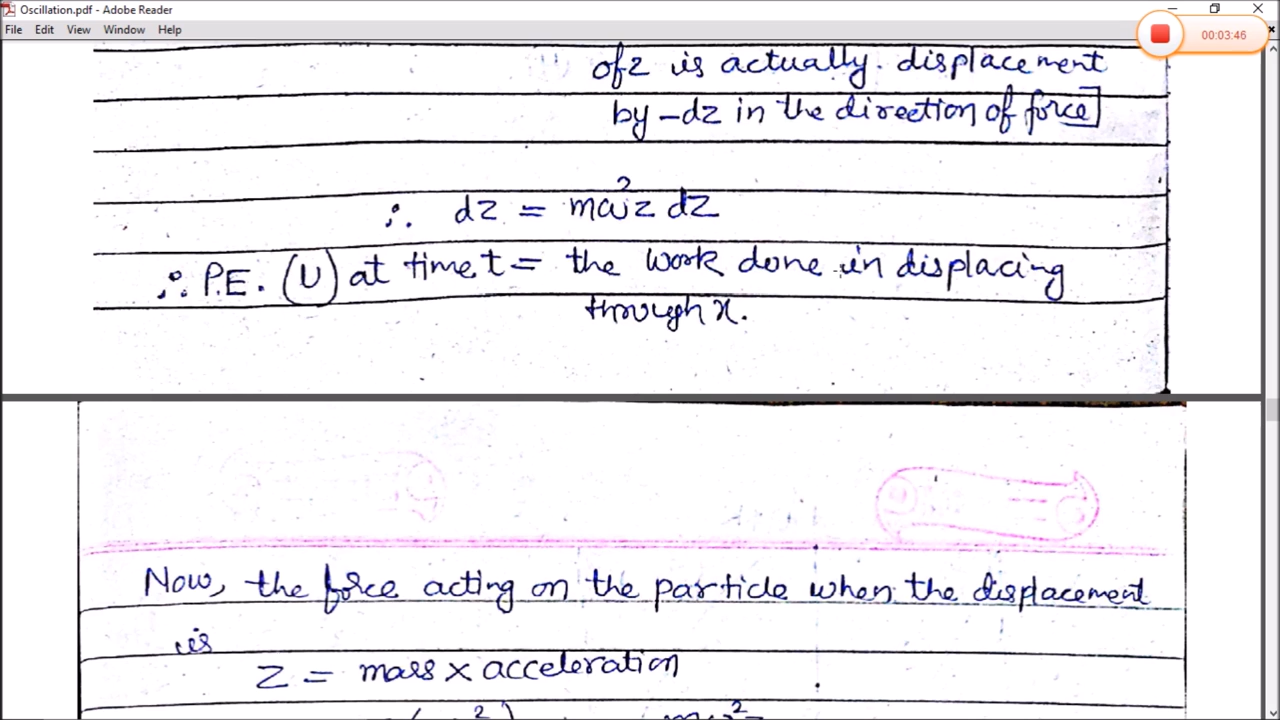 Oscillation.pdf - Adobe Reader
File Edit View Window Help
00:03:46
of z is actually displacement
by -dz in the direction of force]
∴ dz = mω²z dz
∴ P.E. (U) at time t = the work done in displacing
through x.
Now, the force acting on the particle when the displacement
is
Z = mass × acceleration